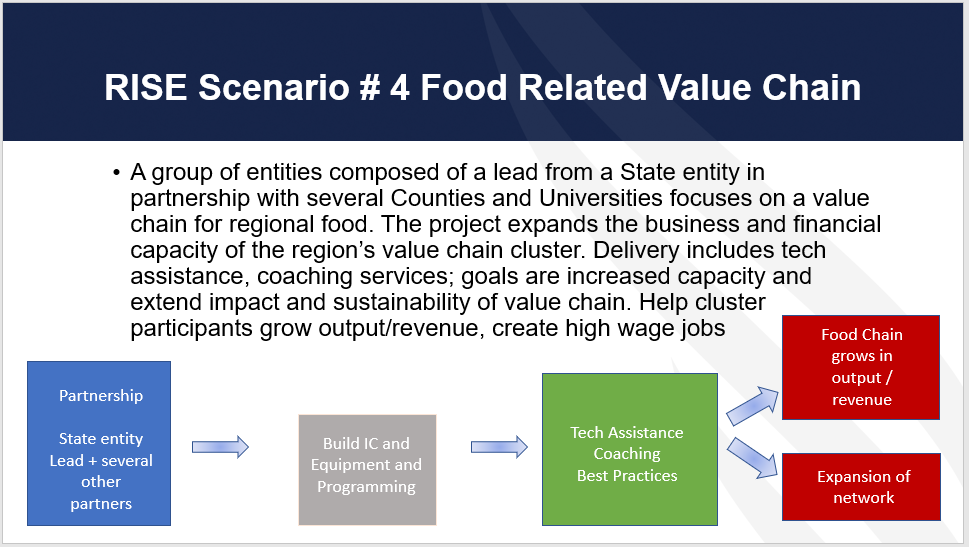 RISE Scenario # 4 Food Related Value Chain
• A group of entities composed of a lead from a State entity in
partnership with several Counties and Universities focuses on a value
chain for regional food. The project expands the business and financial
capacity of the region’s value chain cluster. Delivery includes tech
assistance, coaching services; goals are increased capacity and
extend impact and sustainability of value chain. Help cluster
participants grow output/revenue, create high wage jobs
Partnership
State entity
Lead + several
other
partners
Build IC and
Equipment and
Programming
Tech Assistance
Coaching
Best Practices
Food Chain
grows in
output /
revenue
Expansion of
network